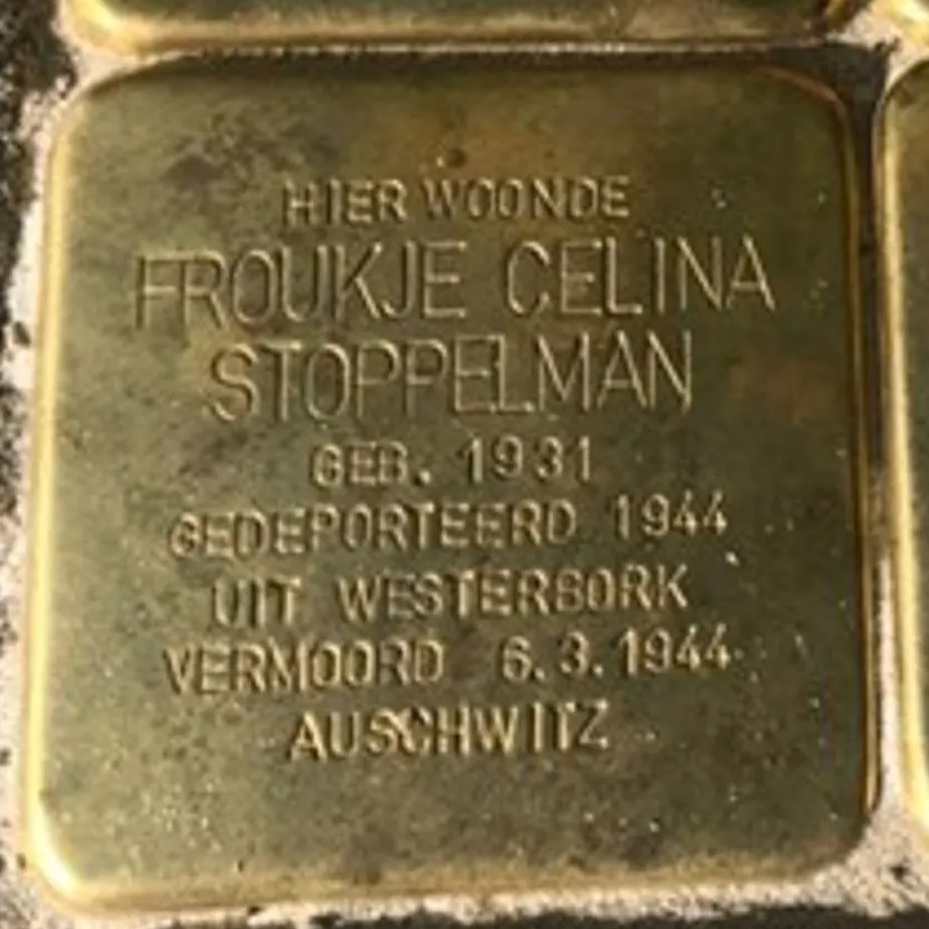 HIER WOONDE
FROUKJE CELINA
STOPPELMAN
GEB. 1931
GEDEPORTEERD 1944
UIT WESTERBORK
VERMOORD 6.3.1944
AUSCHWITZ